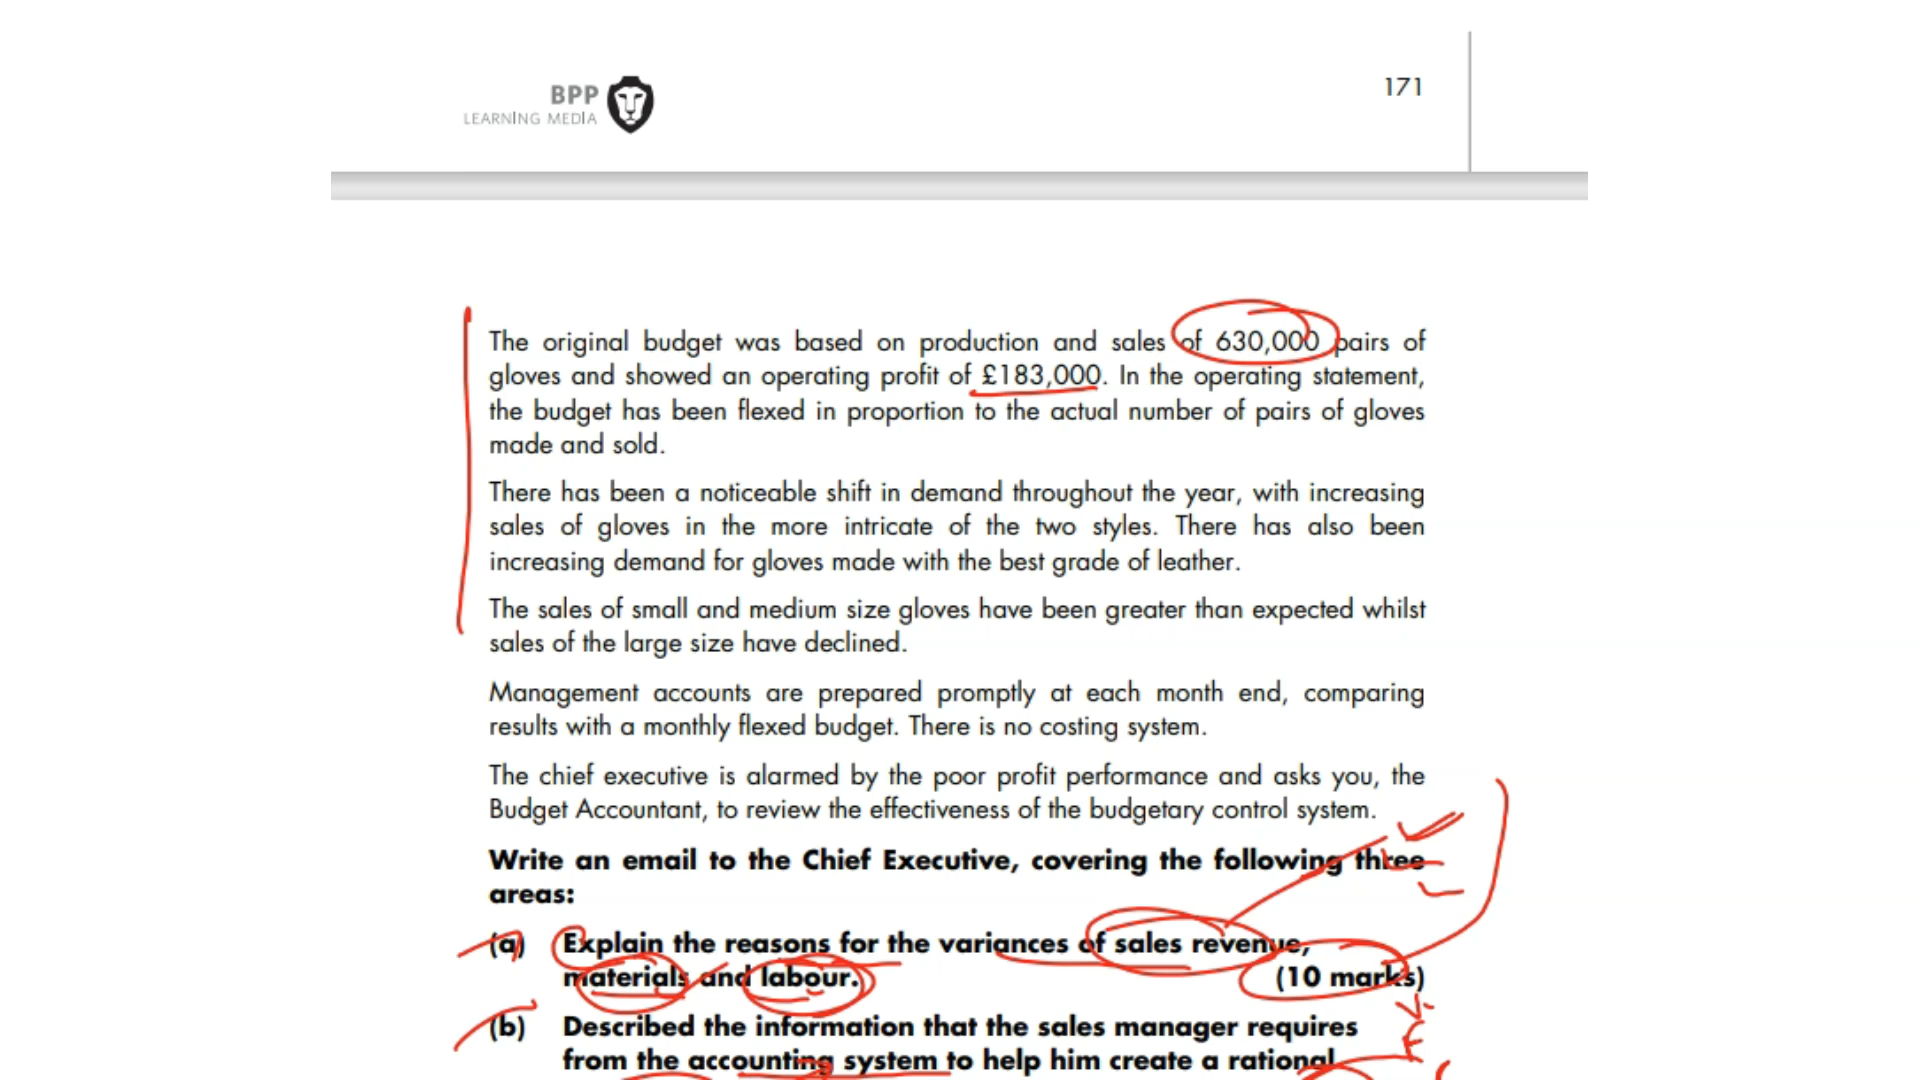 BPP
LEARNING MEDIA
171
The original budget was based on production and sales of 630,000 pairs of
gloves and showed an operating profit of £183,000. In the operating statement,
the budget has been flexed in proportion to the actual number of pairs of gloves
made and sold.
There has been a noticeable shift in demand throughout the year, with increasing
sales of gloves in the more intricate of the two styles. There has also been
increasing demand for gloves made with the best grade of leather.
The sales of small and medium size gloves have been greater than expected whilst
sales of the large size have declined.
Management accounts are prepared promptly at each month end, comparing
results with a monthly flexed budget. There is no costing system.
The chief executive is alarmed by the poor profit performance and asks you, the
Budget Accountant, to review the effectiveness of the budgetary control system.
Write an email to the Chief Executive, covering the following three
areas:
(a) Explain the reasons for the variances of sales revenue,
materials and labour. (10 marks)
(b) Described the information that the sales manager requires
from the accounting system to help him create a rational